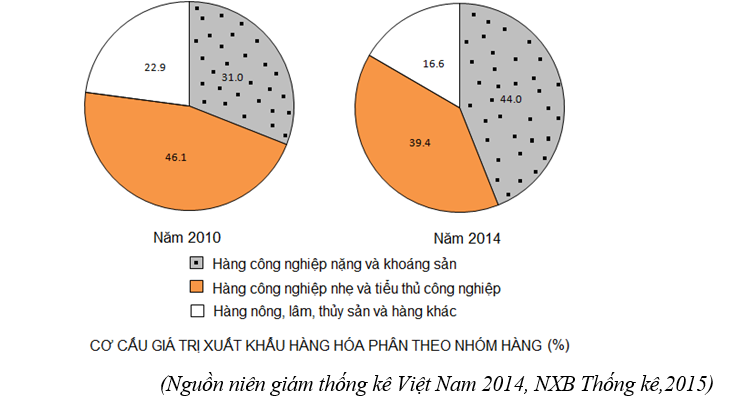 22.9
31.0
46.1
16.6
44.0
39.4
Năm 2010
Năm 2014
Hàng công nghiệp nặng và khoáng sản
Hàng công nghiệp nhẹ và tiểu thủ công nghiệp
Hàng nông, lâm, thủy sản và hàng khác
CƠ CẤU GIÁ TRỊ XUẤT KHẨU HÀNG HÓA PHÂN THEO NHÓM HÀNG (%)
(Nguồn niên giám thống kê Việt Nam 2014, NXB Thống kê,2015)